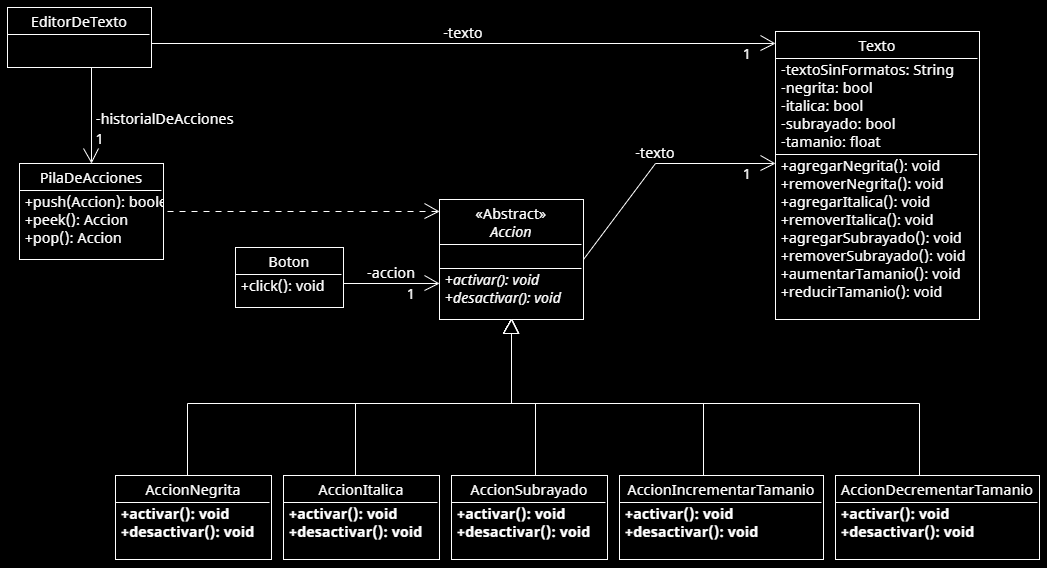 EditorDeTexto
-texto
1
-historialDeAcciones
1
Texto
-textoSinFormatos: String
-negrita: bool
-italica: bool
-subrayado: bool
-tamanio: float
+agregarNegrita(): void
+removerNegrita(): void
+agregarItalica(): void
+removerItalica(): void
+agregarSubrayado(): void
+removerSubrayado(): void
+aumentarTamanio(): void
+reducirTamanio(): void
-texto
1
PilaDeAcciones
+push(Accion): boole
+peek(): Accion
+pop(): Accion
«Abstract»
Accion
+activar(): void
+desactivar(): void
Boton
+click(): void
-accion
1
AccionNegrita
+activar(): void
+desactivar(): void
AccionItalica
+activar(): void
+desactivar(): void
AccionSubrayado
+activar(): void
+desactivar(): void
AccionIncrementarTamanio
+activar(): void
+desactivar(): void
AccionDecrementarTamanio
+activar(): void
+desactivar(): void